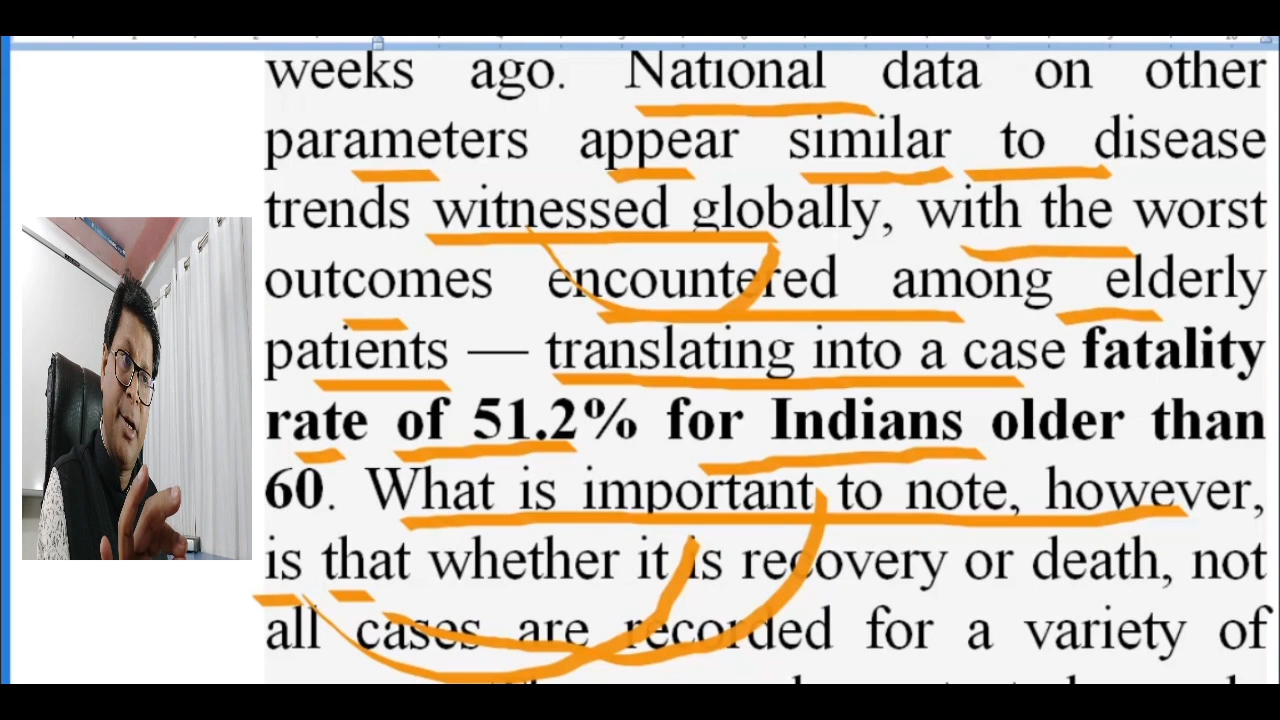 weeks ago. National data on other
parameters appear similar to disease
trends witnessed globally, with the worst
outcomes encountered among elderly
patients — translating into a case fatality
rate of 51.2% for Indians older than
60. What is important to note, however,
is that whether it is recovery or death, not
all cases are recorded for a variety of